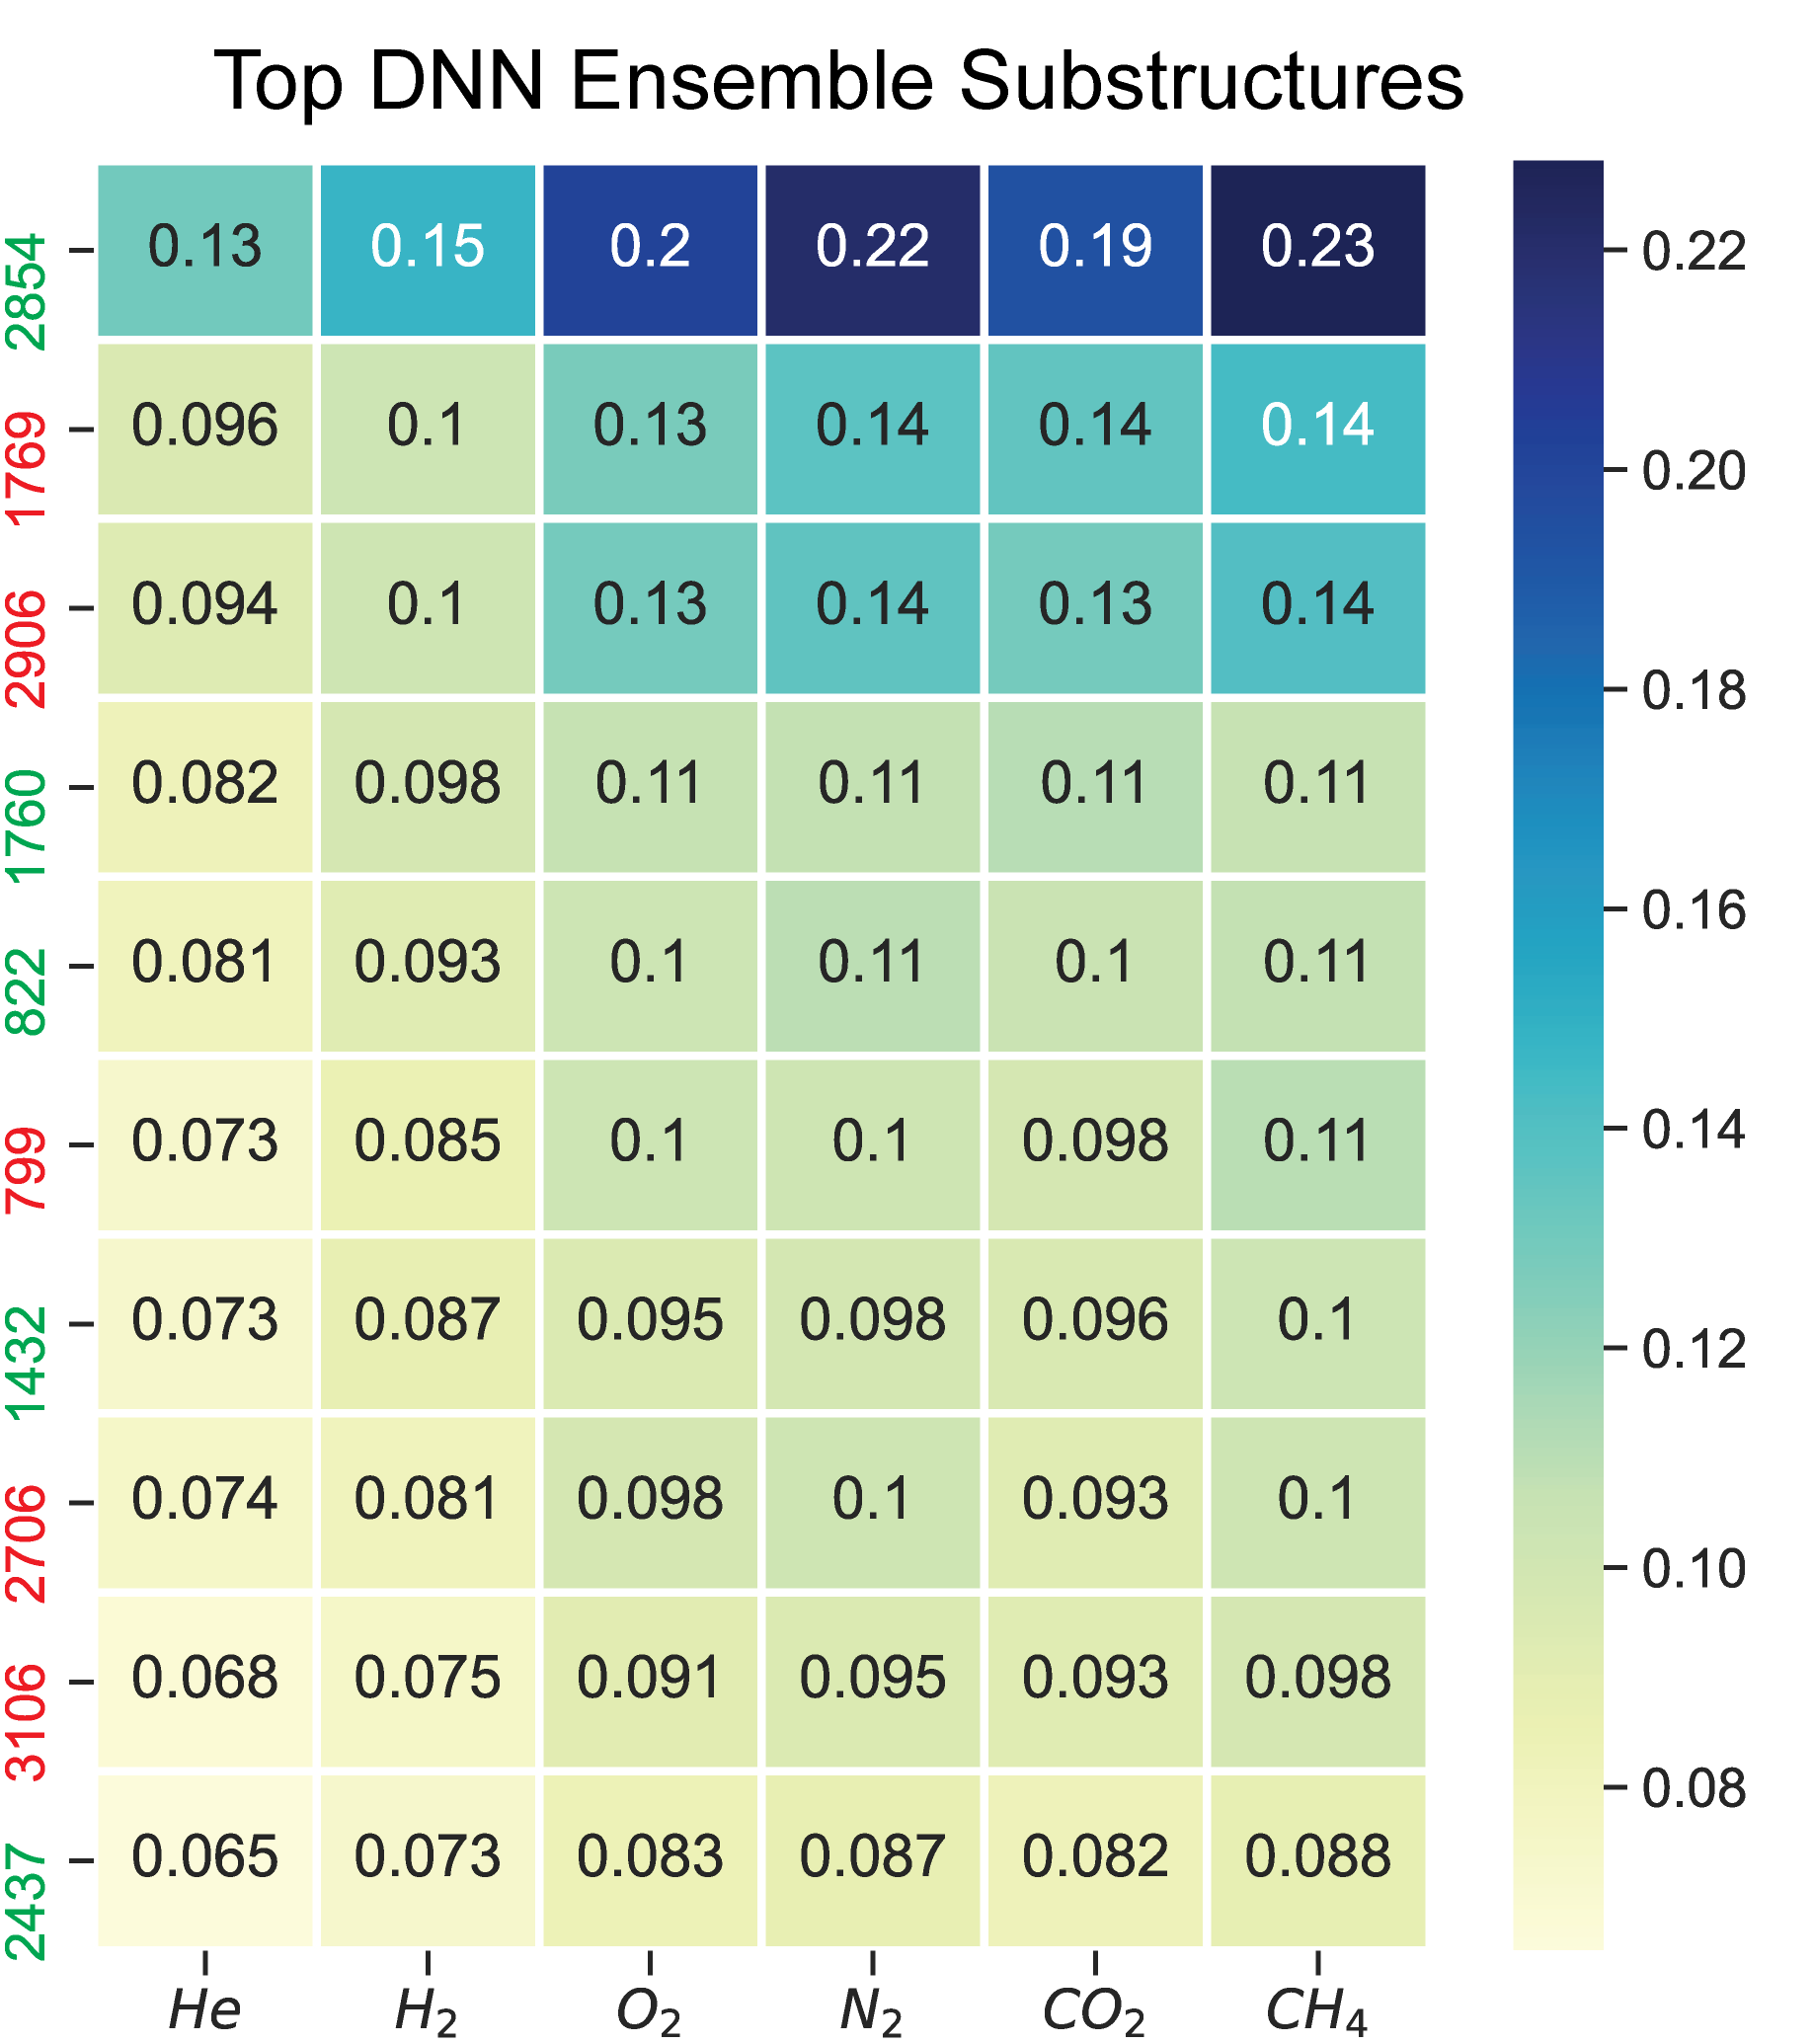 Top DNN Ensemble Substructures
2854 0.13 0.15 0.2 0.22 0.19 0.23
1769 0.096 0.1 0.13 0.14 0.14 0.14
2906 0.094 0.1 0.13 0.14 0.13 0.14
1760 0.082 0.098 0.11 0.11 0.11 0.11
822 0.081 0.093 0.1 0.11 0.1 0.11
799 0.073 0.085 0.1 0.1 0.098 0.11
1432 0.073 0.087 0.095 0.098 0.096 0.1
2706 0.074 0.081 0.098 0.1 0.093 0.1
3106 0.068 0.075 0.091 0.095 0.093 0.098
2437 0.065 0.073 0.083 0.087 0.082 0.088
He H₂ O₂ N₂ CO₂ CH₄
0.22
0.20
0.18
0.16
0.14
0.12
0.10
0.08